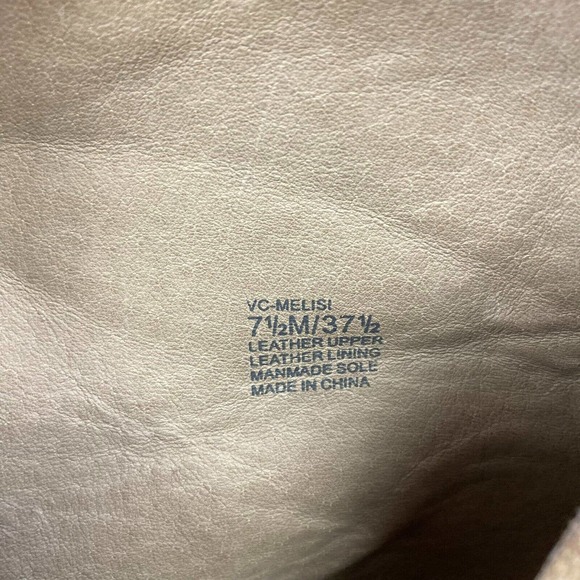 VC-MELISI
7½M/37½
LEATHER UPPER
LEATHER LINING
MANMADE SOLE
MADE IN CHINA